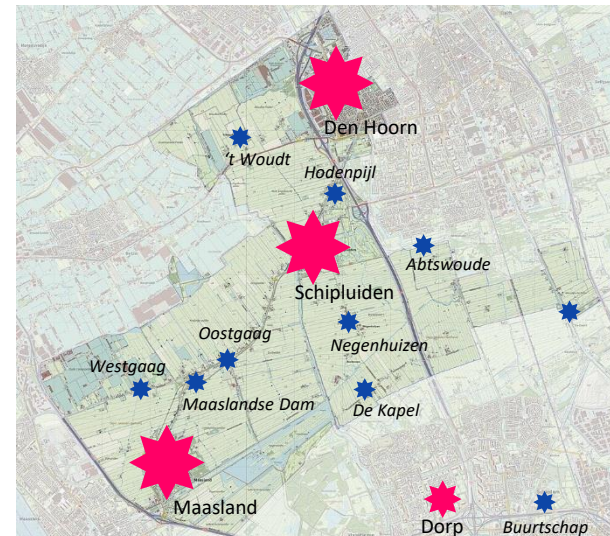 Den Hoorn
't Woudt
Hodenpijl
Abtswoude
Schipluiden
Negenhuizen
Oostgaag
Westgaag
Maaslandse Dam
De Kapel
Maasland
Dorp
Buurtschap